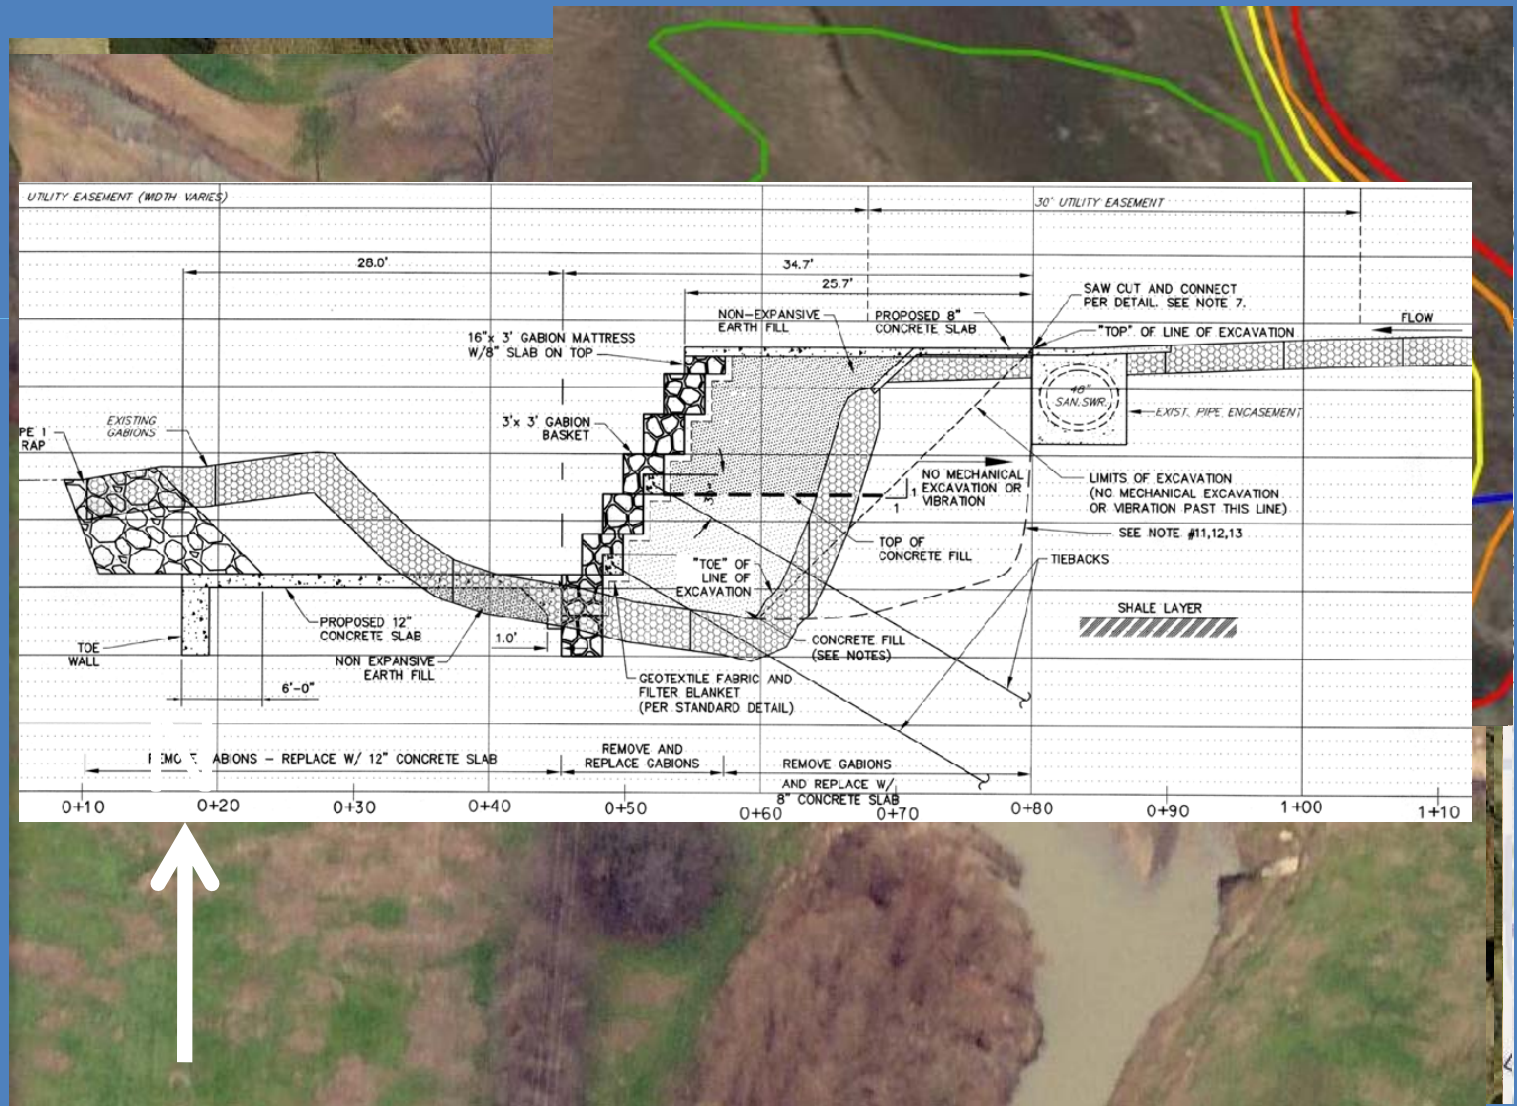 UTILITY EASEMENT (WIDTH VARIES)
30' UTILITY EASEMENT
28.0'
34.7'
25.7'
SAW CUT AND CONNECT
PER DETAIL. SEE NOTE 7.
NON-EXPANSIVE
EARTH FILL
PROPOSED 8"
CONCRETE SLAB
"TOP" OF LINE OF EXCAVATION
FLOW
16"x 3' GABION MATTRESS
W/8" SLAB ON TOP
48"
SAN.SWR.
EXIST. PIPE ENCASEMENT
EXISTING
GABIONS
PE 1
RAP
3'x 3' GABION
BASKET
NO MECHANICAL
EXCAVATION OR
VIBRATION
1
1
LIMITS OF EXCAVATION
(NO MECHANICAL EXCAVATION
OR VIBRATION PAST THIS LINE)
SEE NOTE #11,12,13
TOP OF
CONCRETE FILL
TIEBACKS
"TOE" OF
LINE OF
EXCAVATION
SHALE LAYER
PROPOSED 12"
CONCRETE SLAB
TOE
WALL
1.0'
CONCRETE FILL
(SEE NOTES)
NON EXPANSIVE
EARTH FILL
6'-0"
GEOTEXTILE FABRIC AND
FILTER BLANKET
(PER STANDARD DETAIL)
ABIONS - REPLACE W/ 12" CONCRETE SLAB
REMOVE AND
REPLACE GABIONS
REMOVE GABIONS
AND REPLACE W/
8" CONCRETE SLAB
0+10 0+20 0+30 0+40 0+50 0+60 0+70 0+80 0+90 1+00 1+10